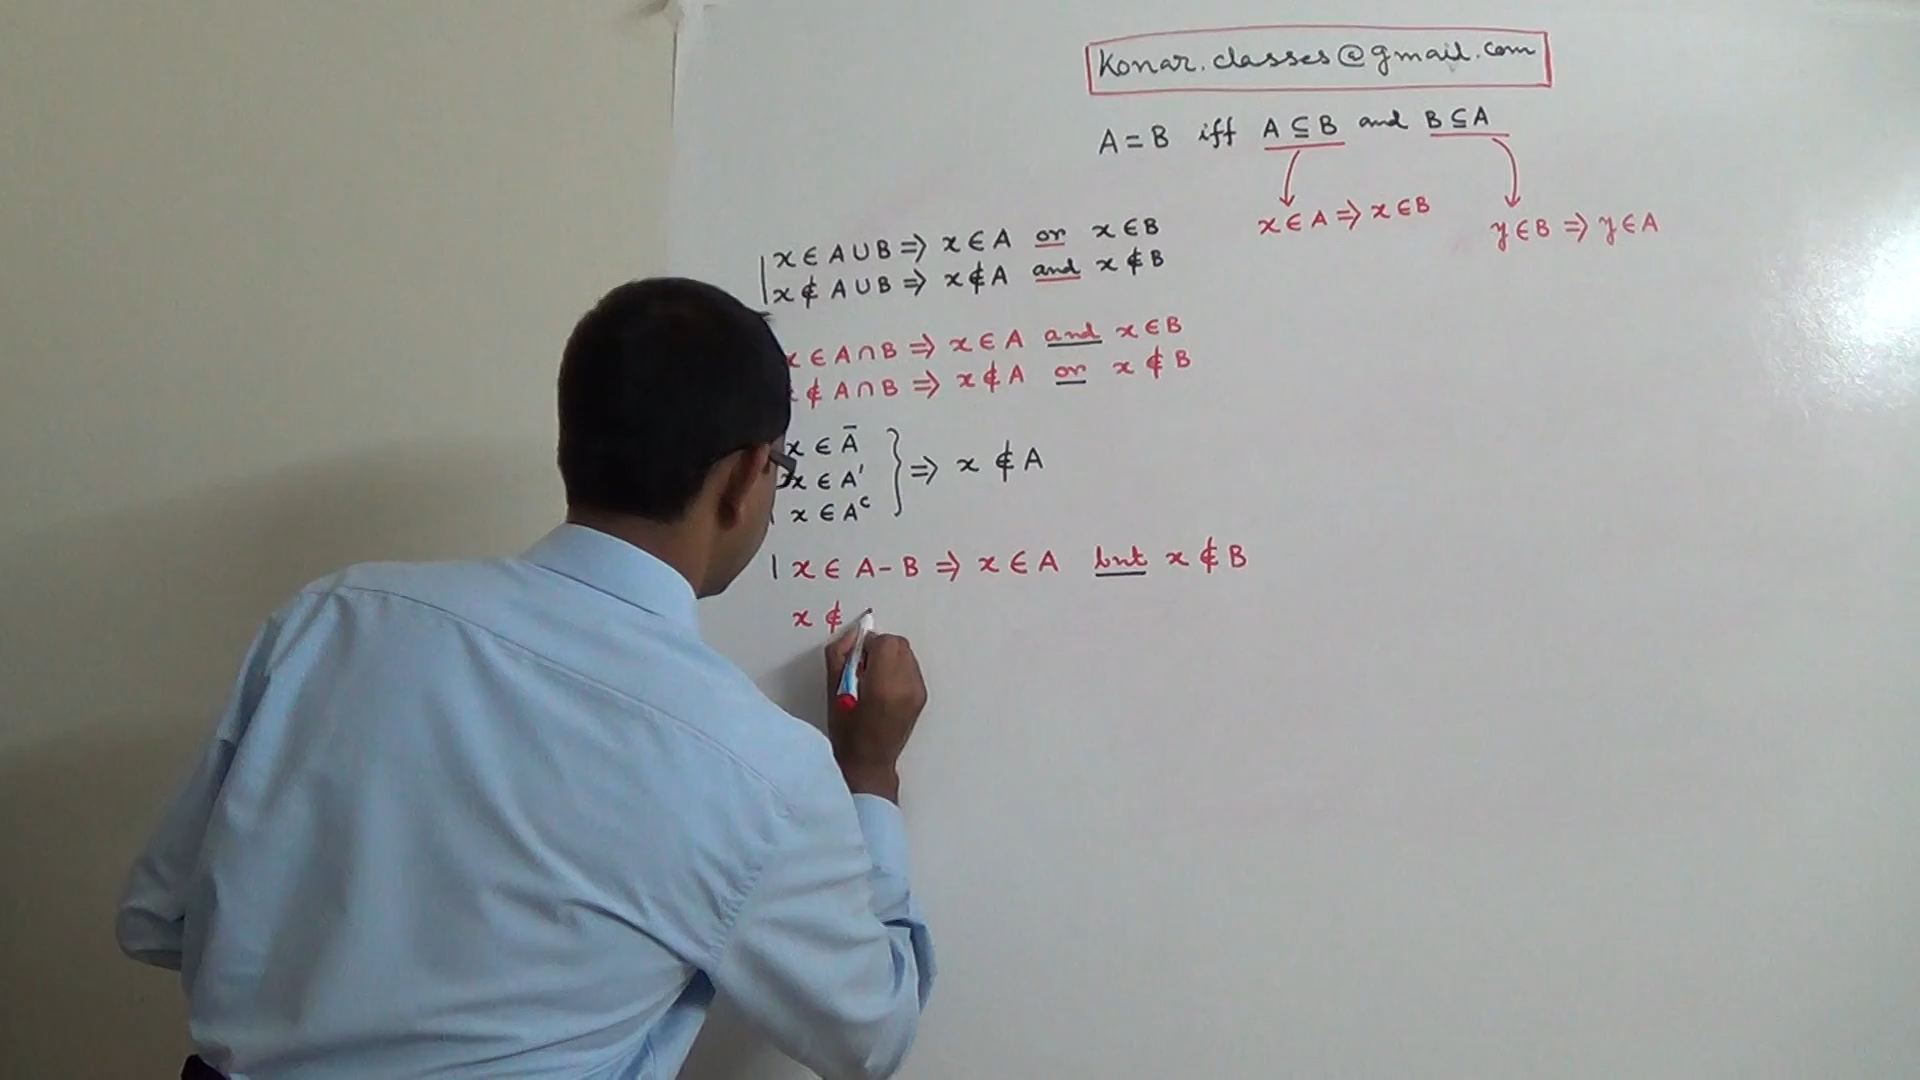 Konar.classes@gmail.com
A = B iff A ⊆ B and B ⊆ A
x ∈ A ⇒ x ∈ B
y ∈ B ⇒ y ∈ A
x ∈ A ∪ B ⇒ x ∈ A or x ∈ B
x ∉ A ∪ B ⇒ x ∉ A and x ∉ B
x ∈ A ∩ B ⇒ x ∈ A and x ∈ B
x ∉ A ∩ B ⇒ x ∉ A or x ∉ B
x ∈ Ā
x ∈ A'
x ∈ Aᶜ
} ⇒ x ∉ A
x ∈ A - B ⇒ x ∈ A but x ∉ B
x ∉